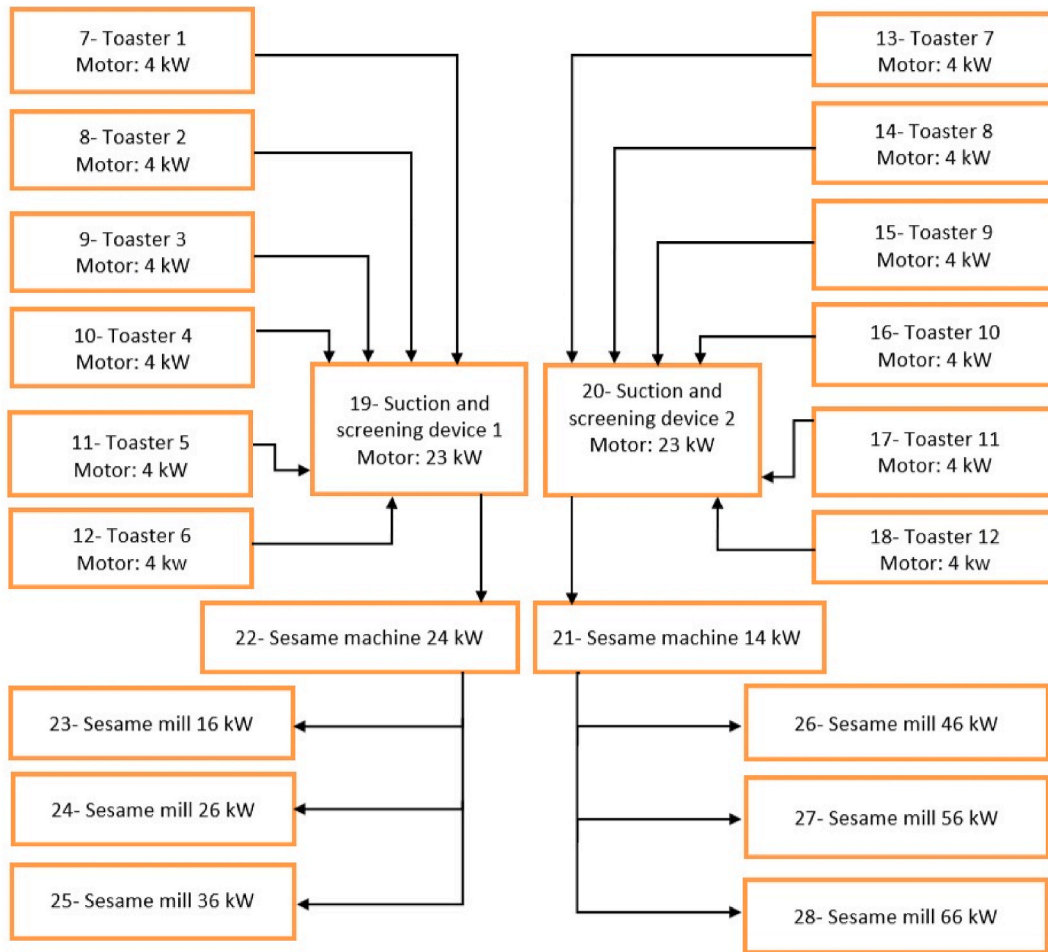 7- Toaster 1
Motor: 4 kW
8- Toaster 2
Motor: 4 kW
9- Toaster 3
Motor: 4 kW
10- Toaster 4
Motor: 4 kW
11- Toaster 5
Motor: 4 kW
12- Toaster 6
Motor: 4 kw
13- Toaster 7
Motor: 4 kW
14- Toaster 8
Motor: 4 kW
15- Toaster 9
Motor: 4 kW
16- Toaster 10
Motor: 4 kW
17- Toaster 11
Motor: 4 kW
18- Toaster 12
Motor: 4 kw
19- Suction and
screening device 1
Motor: 23 kW
20- Suction and
screening device 2
Motor: 23 kW
22- Sesame machine 24 kW
21- Sesame machine 14 kW
23- Sesame mill 16 kW
24- Sesame mill 26 kW
25- Sesame mill 36 kW
26- Sesame mill 46 kW
27- Sesame mill 56 kW
28- Sesame mill 66 kW